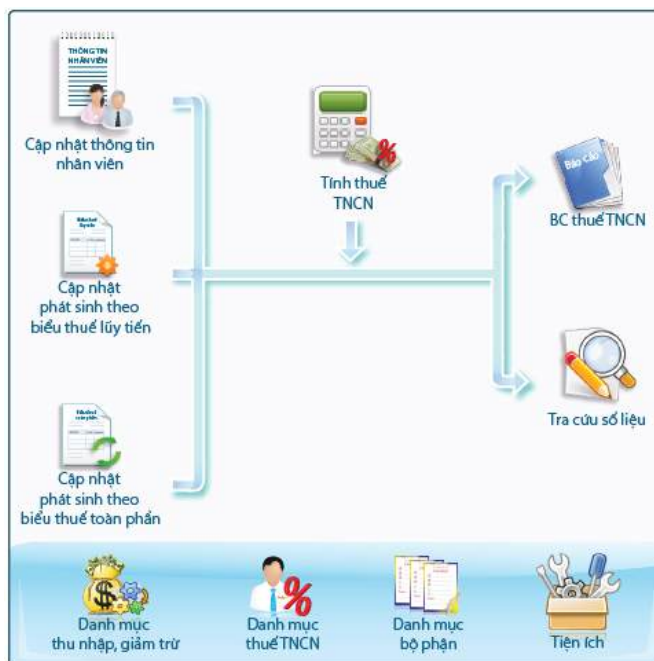 THÔNG TIN
NHÂN VIÊN
Cập nhật thông tin
nhân viên
Tính thuế
TNCN
Báo cáo
BC thuế TNCN
Cập nhật
phát sinh theo
biểu thuế lũy tiến
Tra cứu số liệu
Cập nhật
phát sinh theo
biểu thuế toàn phần
Danh mục
thu nhập, giảm trừ
Danh mục
thuế TNCN
Danh mục
bộ phận
Tiện ích